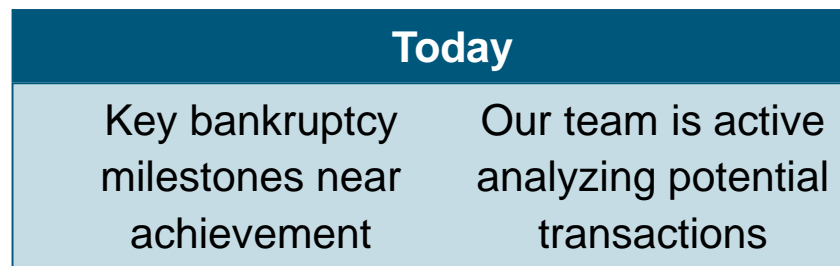 Today
Key bankruptcy
milestones near
achievement
Our team is active
analyzing potential
transactions